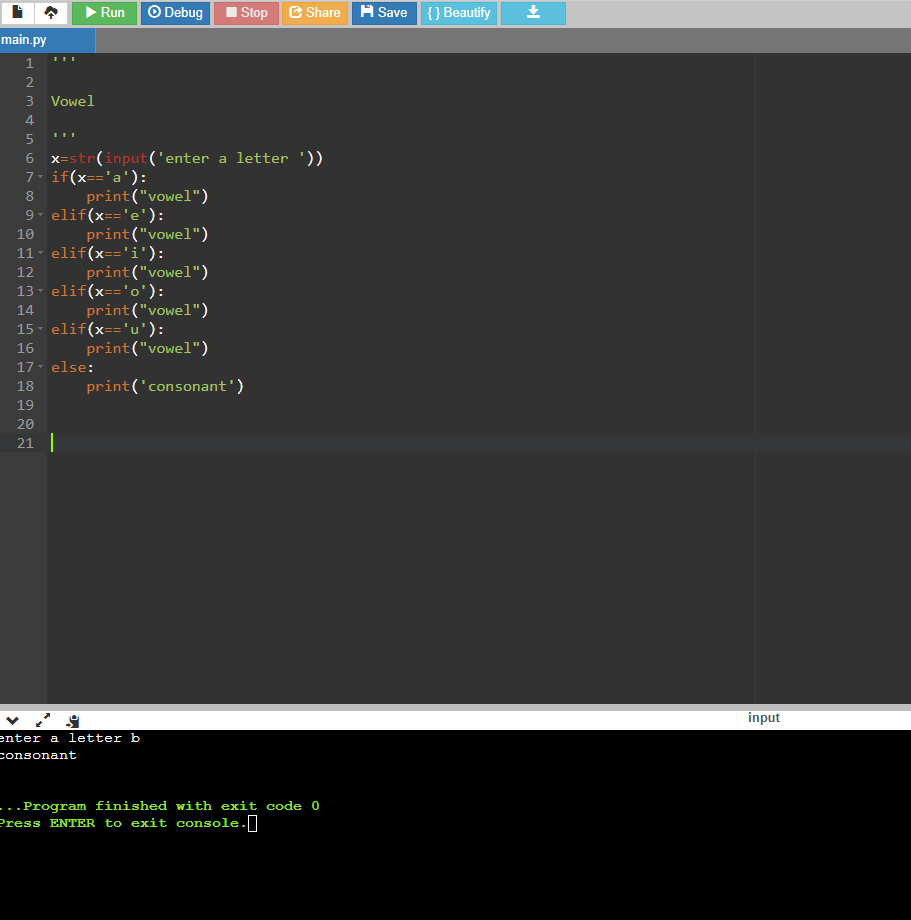 Run Debug Stop Share Save { } Beautify
main.py
1 '''
2
3 Vowel
4
5 '''
6 x=str(input('enter a letter '))
7 if(x=='a'):
8     print("vowel")
9 elif(x=='e'):
10     print("vowel")
11 elif(x=='i'):
12     print("vowel")
13 elif(x=='o'):
14     print("vowel")
15 elif(x=='u'):
16     print("vowel")
17 else:
18     print('consonant')
19
20
21
input
enter a letter b
consonant
...Program finished with exit code 0
Press ENTER to exit console.